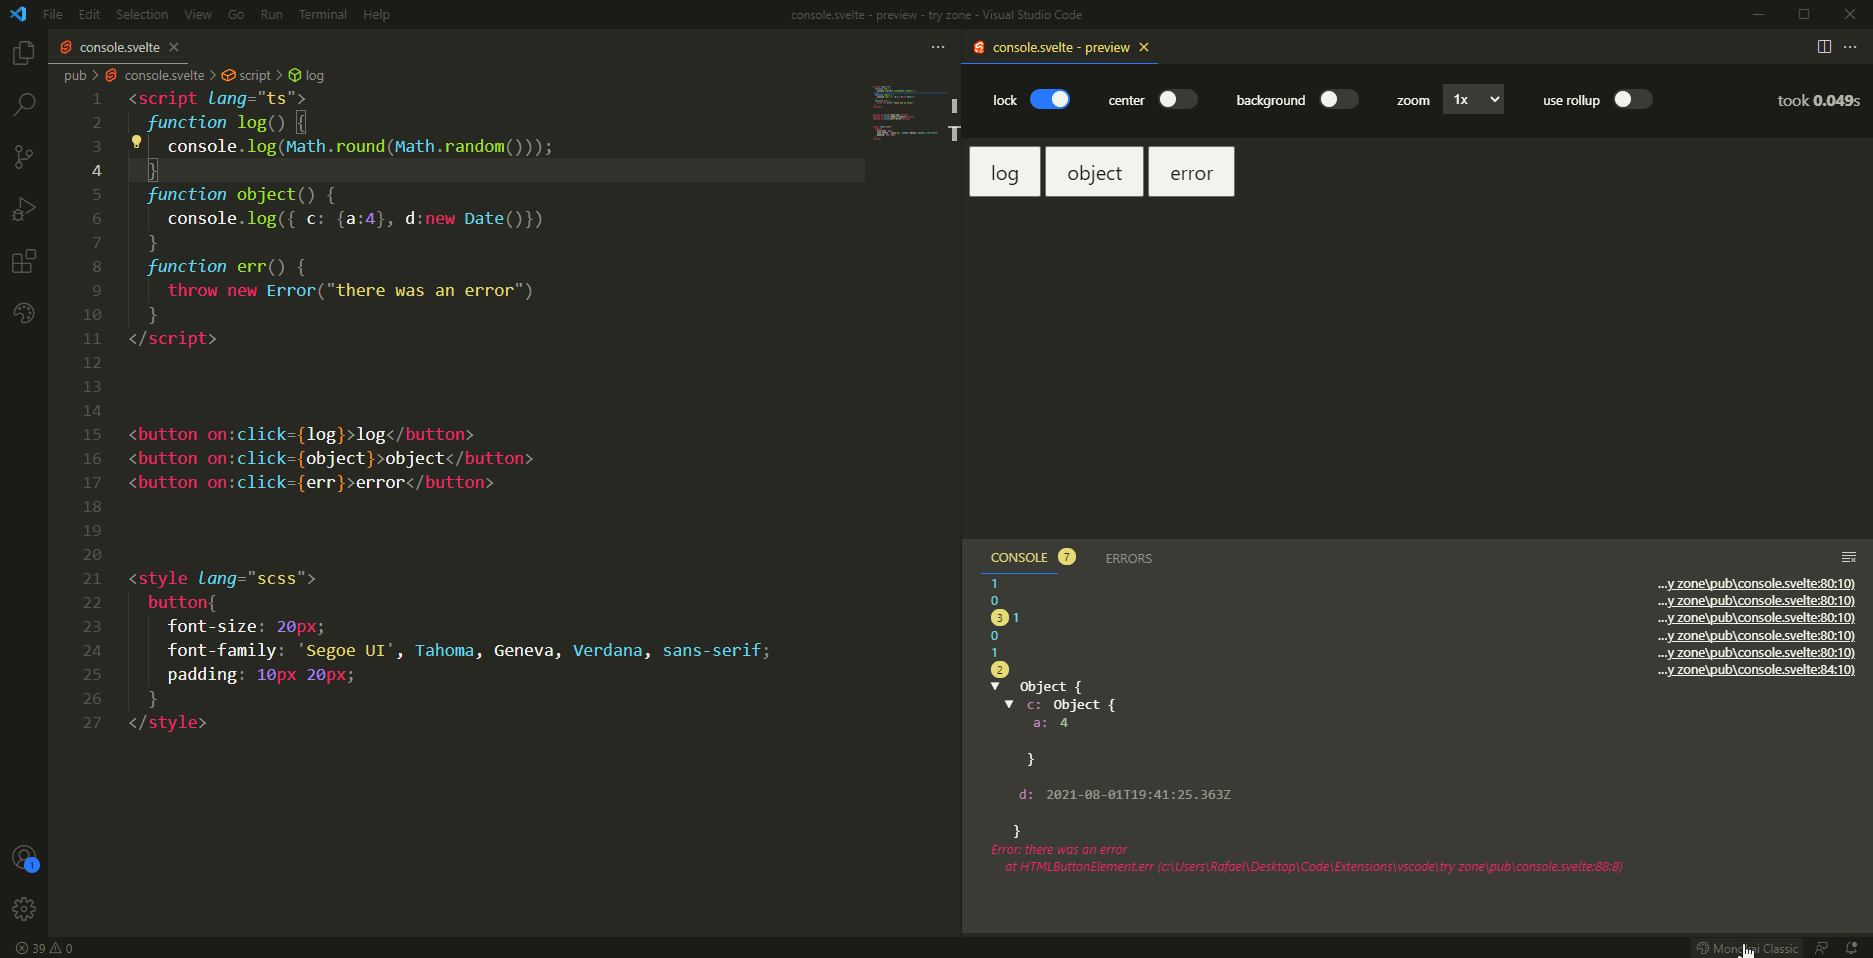 File Edit Selection View Go Run Terminal Help
console.svelte - preview - try zone - Visual Studio Code
console.svelte
pub > console.svelte > script > log
1 <script lang="ts">
2 function log() {
3 console.log(Math.round(Math.random()));
4 }
5 function object() {
6 console.log({ c: {a:4}, d:new Date()})
7 }
8 function err() {
9 throw new Error("there was an error")
10 }
11 </script>
12
13
14
15 <button on:click={log}>log</button>
16 <button on:click={object}>object</button>
17 <button on:click={err}>error</button>
18
19
20
21 <style lang="scss">
22 button{
23 font-size: 20px;
24 font-family: 'Segoe UI', Tahoma, Geneva, Verdana, sans-serif;
25 padding: 10px 20px;
26 }
27 </style>
console.svelte - preview
lock center background zoom 1x use rollup took 0.049s
log object error
CONSOLE 7 ERRORS
1 ...y zone\pub\console.svelte:80:10)
0 ...y zone\pub\console.svelte:80:10)
3 1 ...y zone\pub\console.svelte:80:10)
0 ...y zone\pub\console.svelte:80:10)
1 ...y zone\pub\console.svelte:80:10)
2 ...y zone\pub\console.svelte:84:10)
Object {
c: Object {
a: 4
}
d: 2021-08-01T19:41:25.363Z
}
Error: there was an error
at HTMLButtonElement.err (c:\Users\Rafael\Desktop\Code\Extensions\vscode\try zone\pub\console.svelte:88:8)
1
39 0
Classic